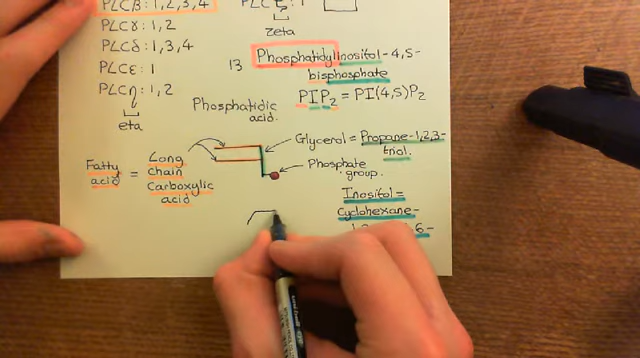 PLCβ: 1,2,3,4
PLCγ: 1,2
PLCδ: 1,3,4
PLCε: 1
PLCη: 1,2
eta
zeta
13 Phosphatidylinositol-4,5-
bisphosphate
PIP₂ = PI(4,5)P₂
Phosphatidic
acid.
Glycerol = Propane-1,2,3-
triol.
Phosphate
group.
Fatty
acid
=
Long
chain
Carboxylic
acid
Inositol =
Cyclohexane-